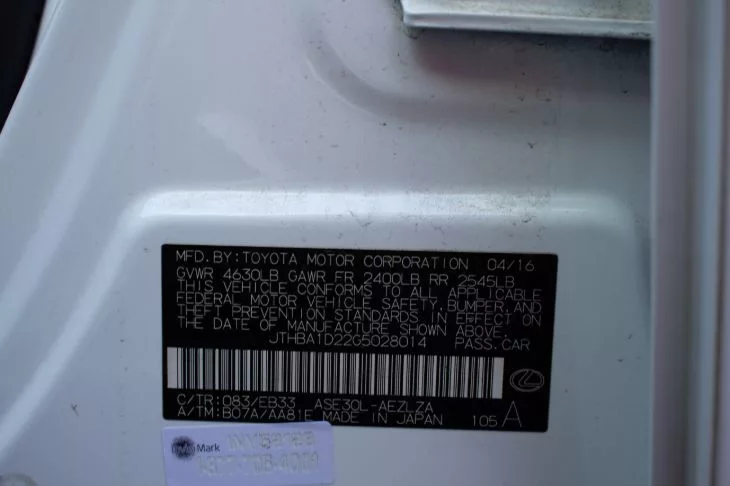 MFD. BY: TOYOTA MOTOR CORPORATION 04/16
GVWR 4630LB GAWR FR 2400LB RR 2545LB
THIS VEHICLE CONFORMS TO ALL APPLICABLE
FEDERAL MOTOR VEHICLE SAFETY, BUMPER, AND
THEFT PREVENTION STANDARDS IN EFFECT ON
THE DATE OF MANUFACTURE SHOWN ABOVE.
JTHBA1D22G5028014 PASS. CAR
C/TR: 083/EB33 ASE30L-AEZLZA
A/TM: B07A/AA81E MADE IN JAPAN 105 A
Mark